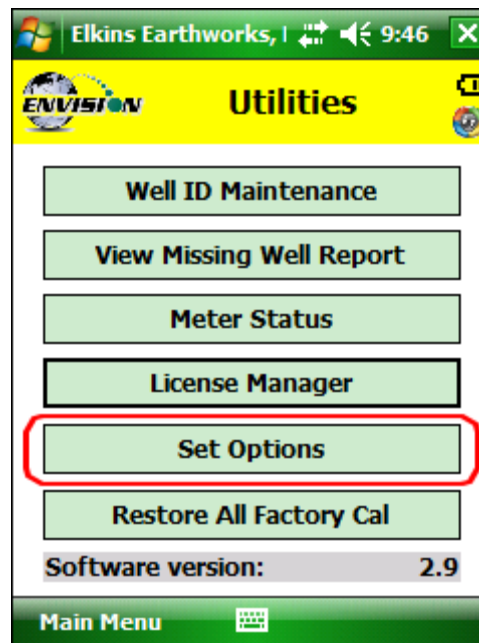 Elkins Earthworks, 9:46
ENVISION
Utilities
Well ID Maintenance
View Missing Well Report
Meter Status
License Manager
Set Options
Restore All Factory Cal
Software version: 2.9
Main Menu